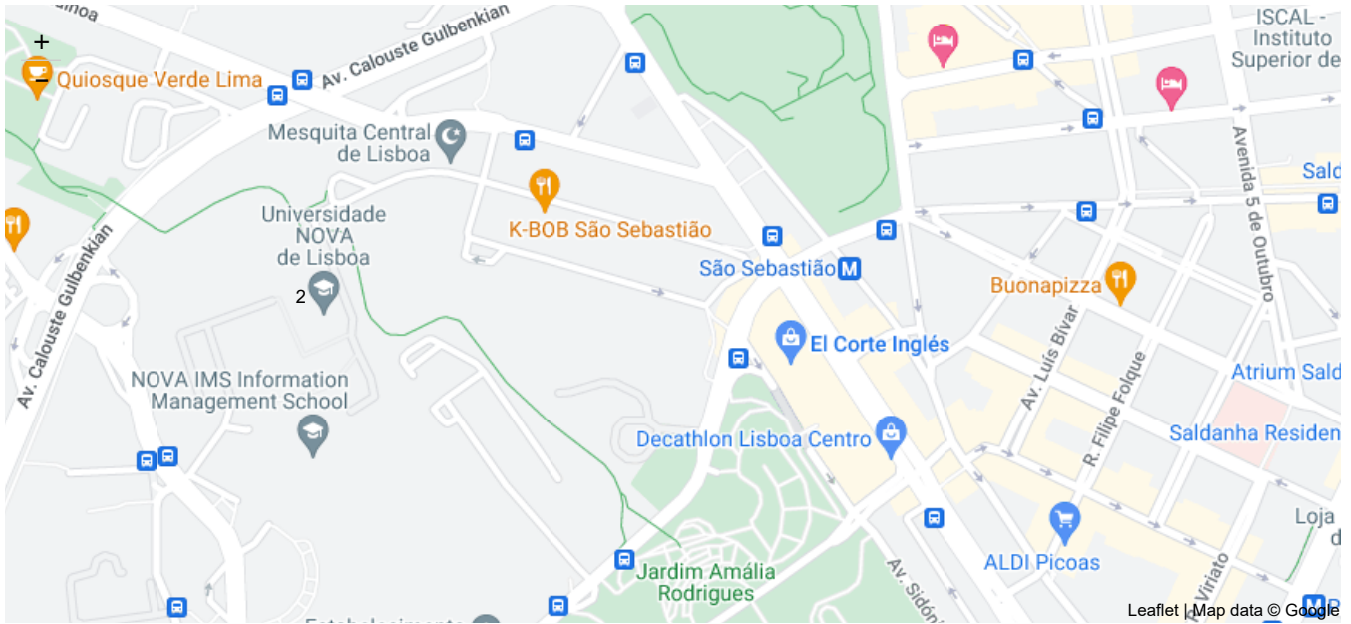 Av. Calouste Gulbenkian
ISCAL -
Instituto
Superior de
+
−
Quiosque Verde Lima
Mesquita Central
de Lisboa
Avenida 5 de Outubro
Universidade
NOVA
de Lisboa
K-BOB São Sebastião
São Sebastião M
Buonapizza
2
Av. Calouste Gulbenkian
El Corte Inglés
Av. Luís Bívar
R. Filipe Folque
Atrium Sald
NOVA IMS Information
Management School
Decathlon Lisboa Centro
Saldanha Residen
Loja
d
ALDI Picoas
Jardim Amália
Rodrigues
Viriato
Leaflet | Map data © Google